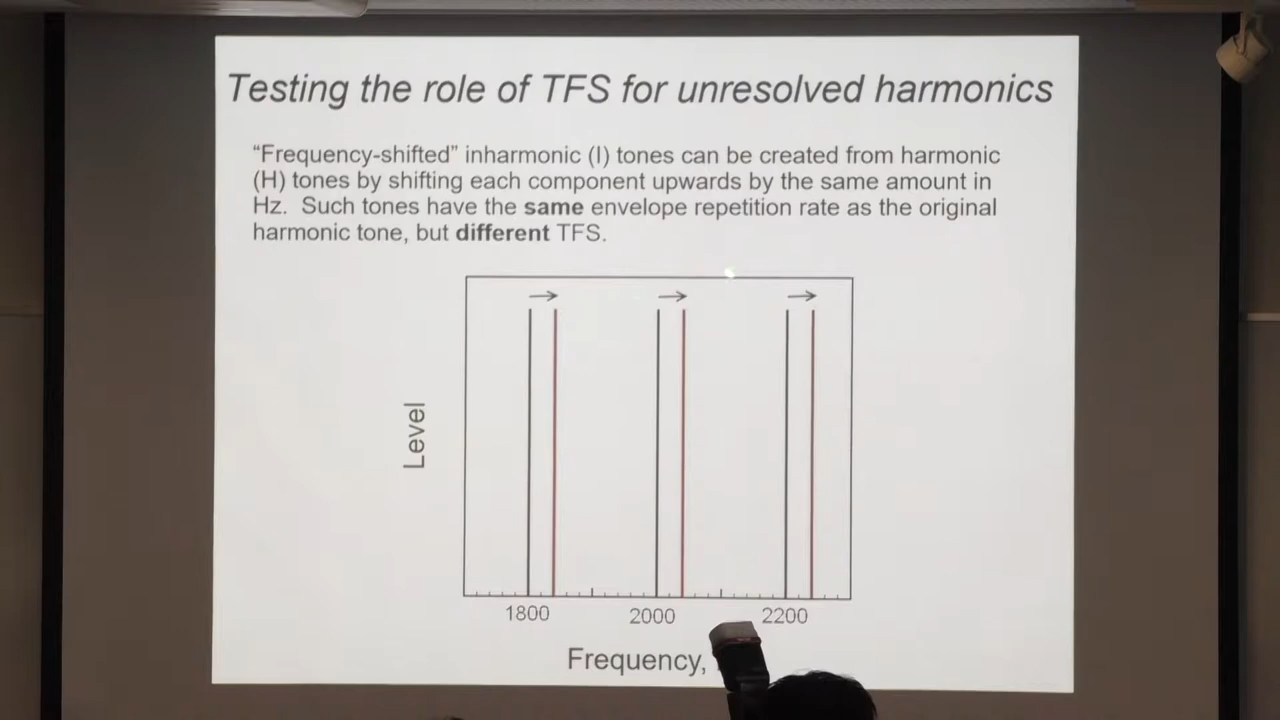 Testing the role of TFS for unresolved harmonics
“Frequency-shifted” inharmonic (I) tones can be created from harmonic
(H) tones by shifting each component upwards by the same amount in
Hz.  Such tones have the same envelope repetition rate as the original
harmonic tone, but different TFS.
Level
1800 2000 2200
Frequency,